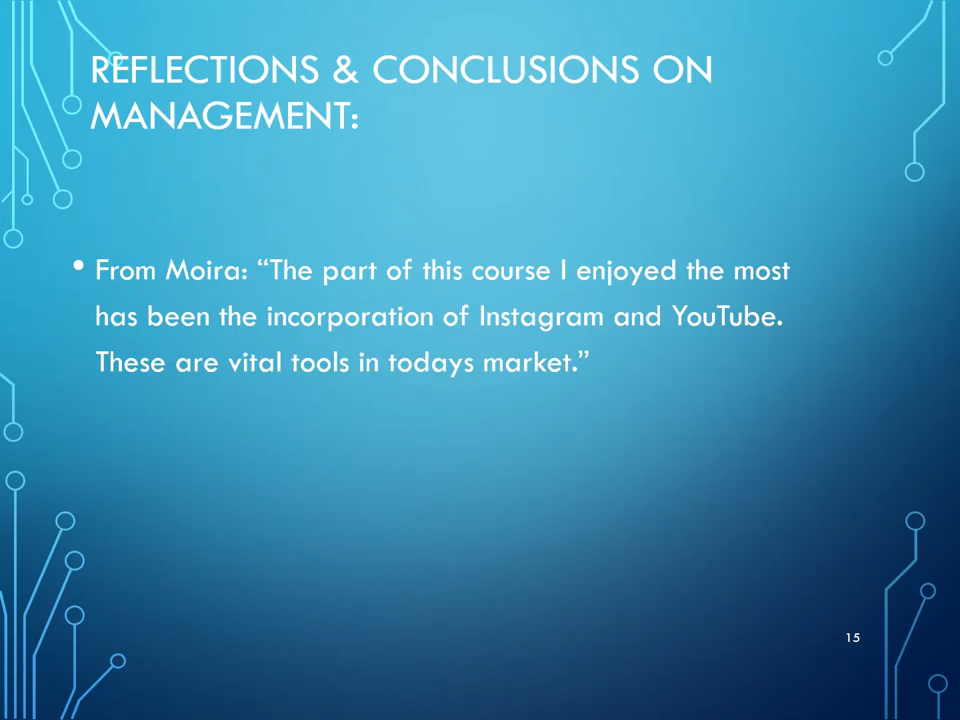 REFLECTIONS & CONCLUSIONS ON
MANAGEMENT:
• From Moira: “The part of this course I enjoyed the most
has been the incorporation of Instagram and YouTube.
These are vital tools in todays market.”
15